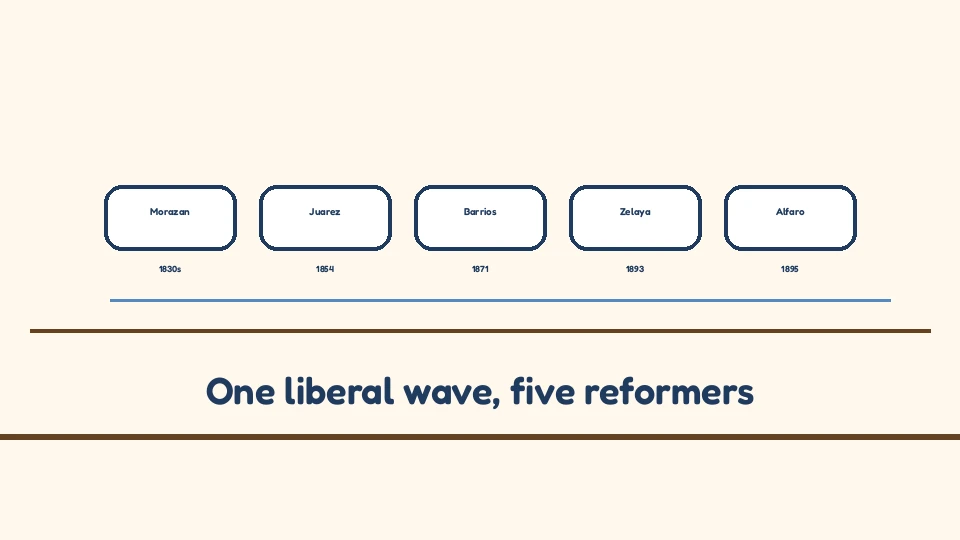 Morazan Juarez Barrios Zelaya Alfaro
1830s 1854 1871 1893 1895
One liberal wave, five reformers